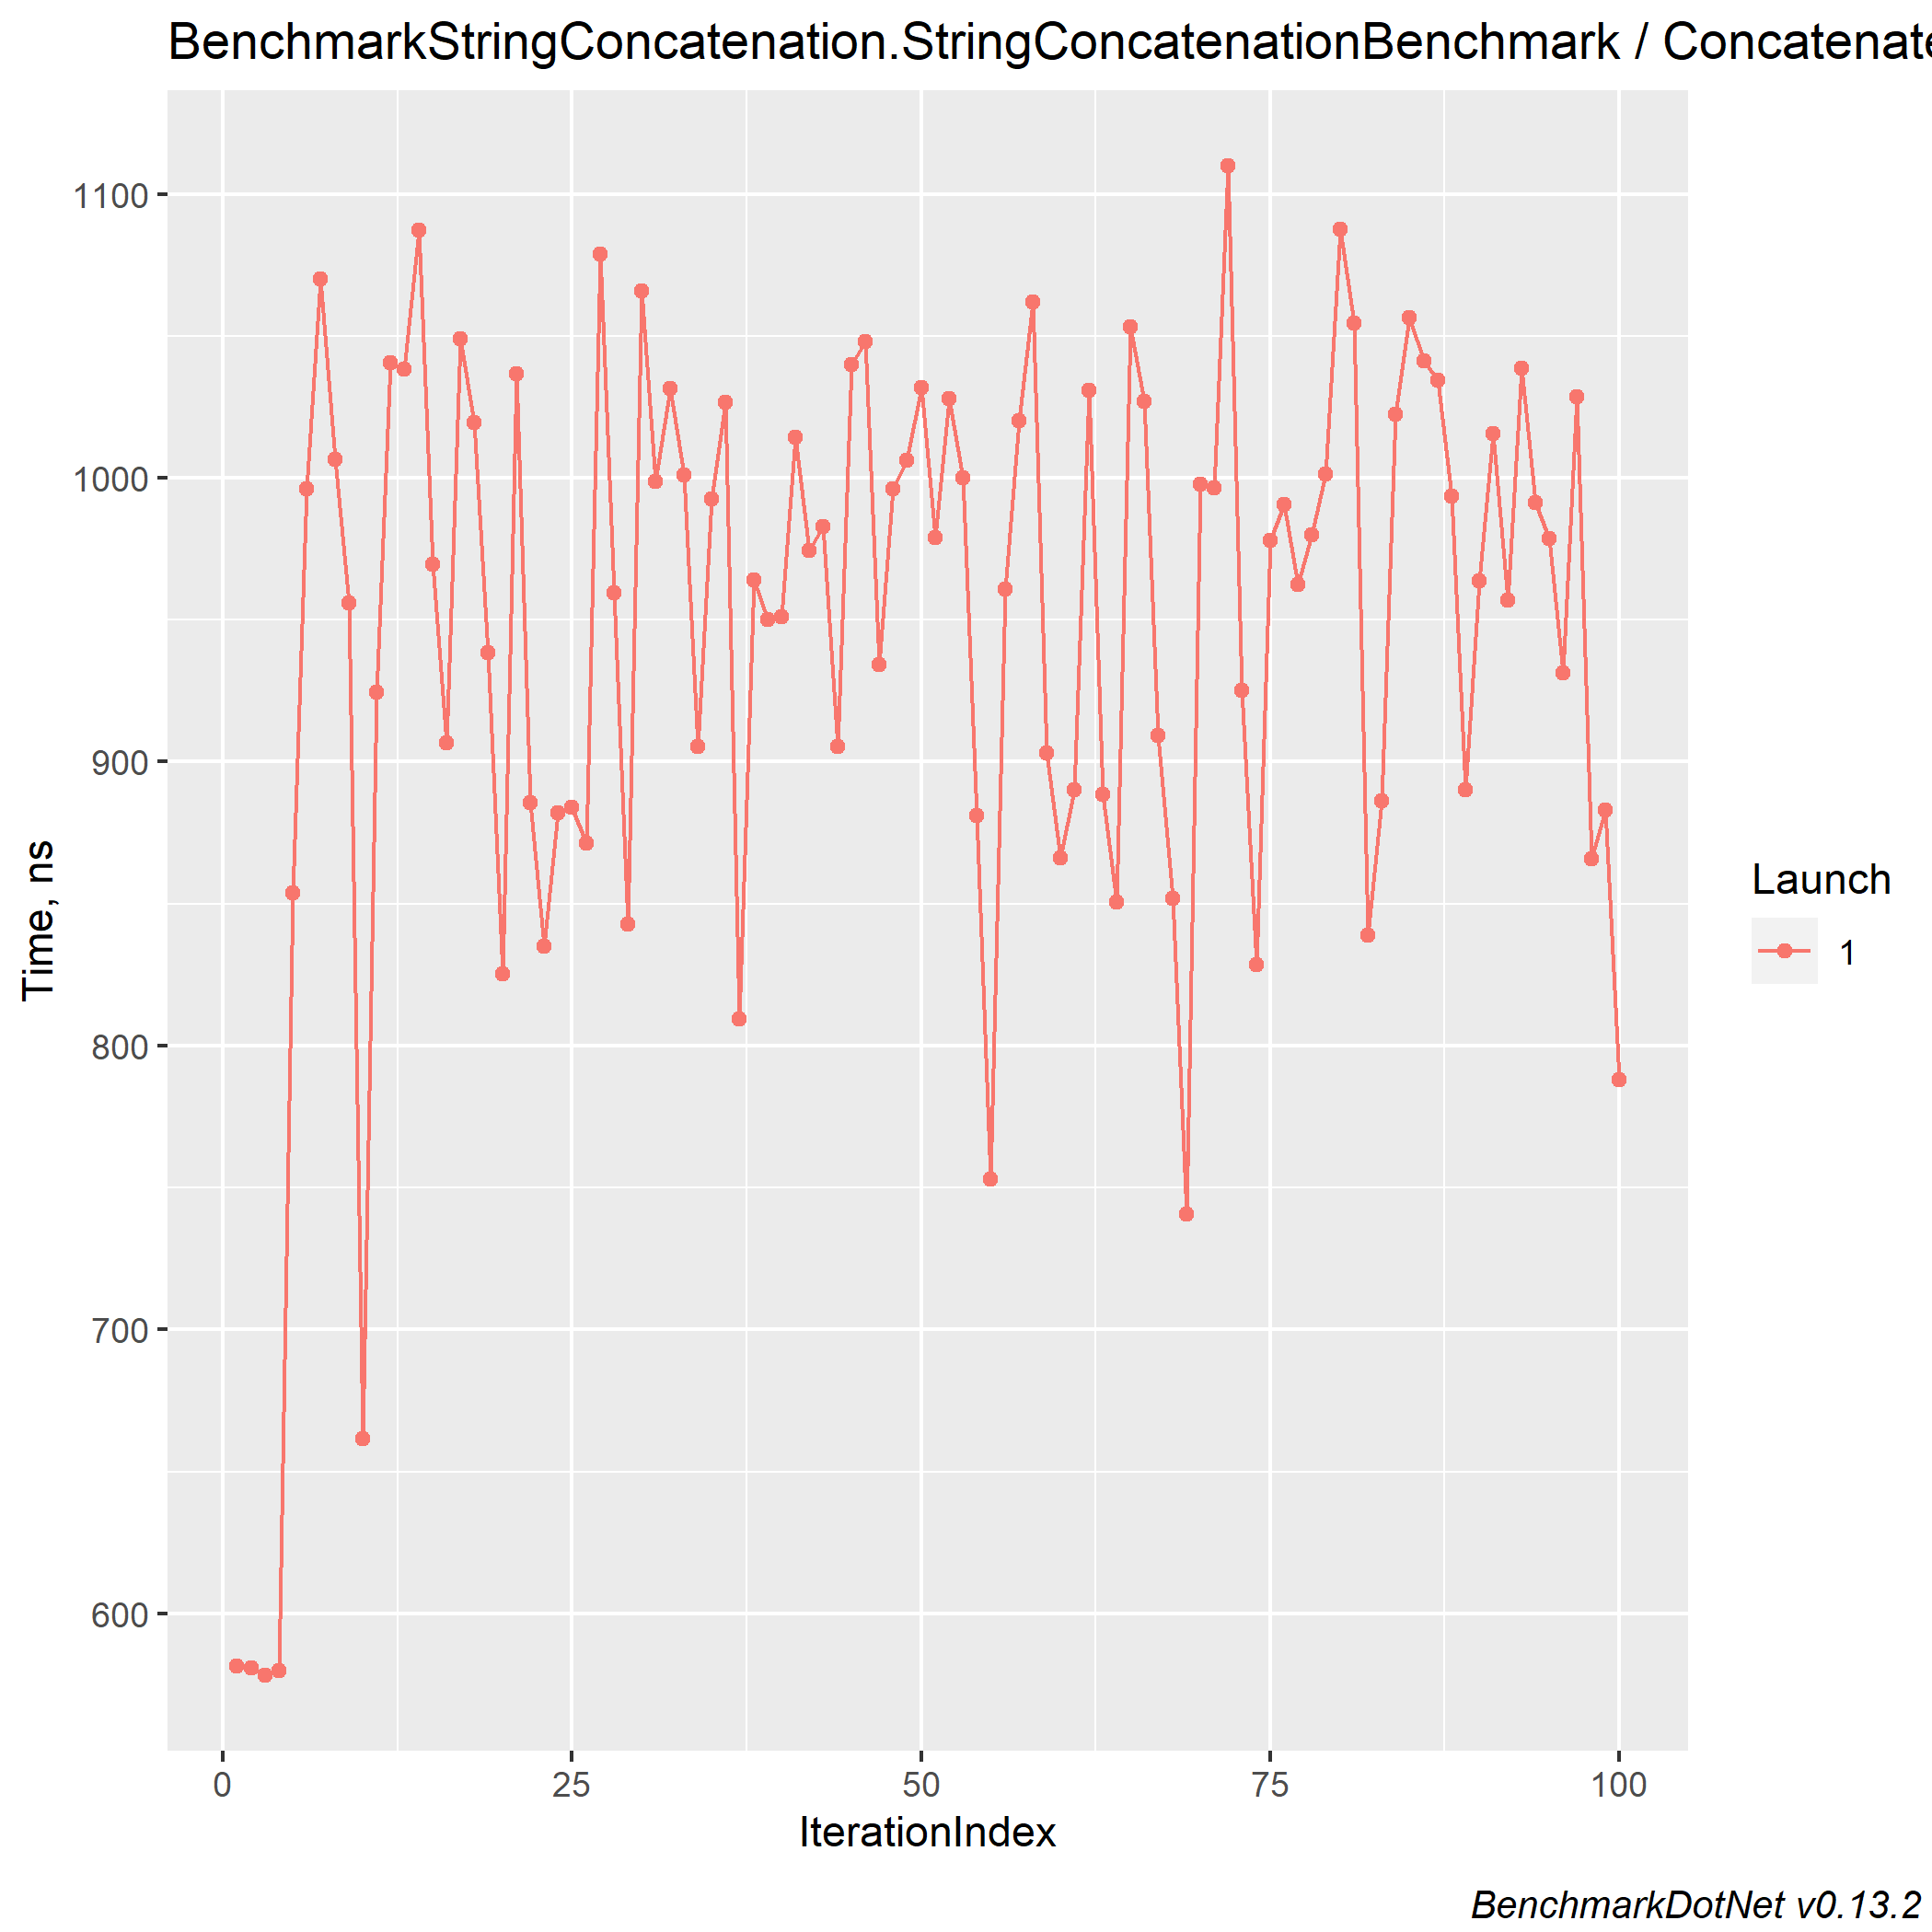 BenchmarkStringConcatenation.StringConcatenationBenchmark / Concatenate
1100
1000
900
800
700
600
Time, ns
0 25 50 75 100
IterationIndex
Launch
1
BenchmarkDotNet v0.13.2